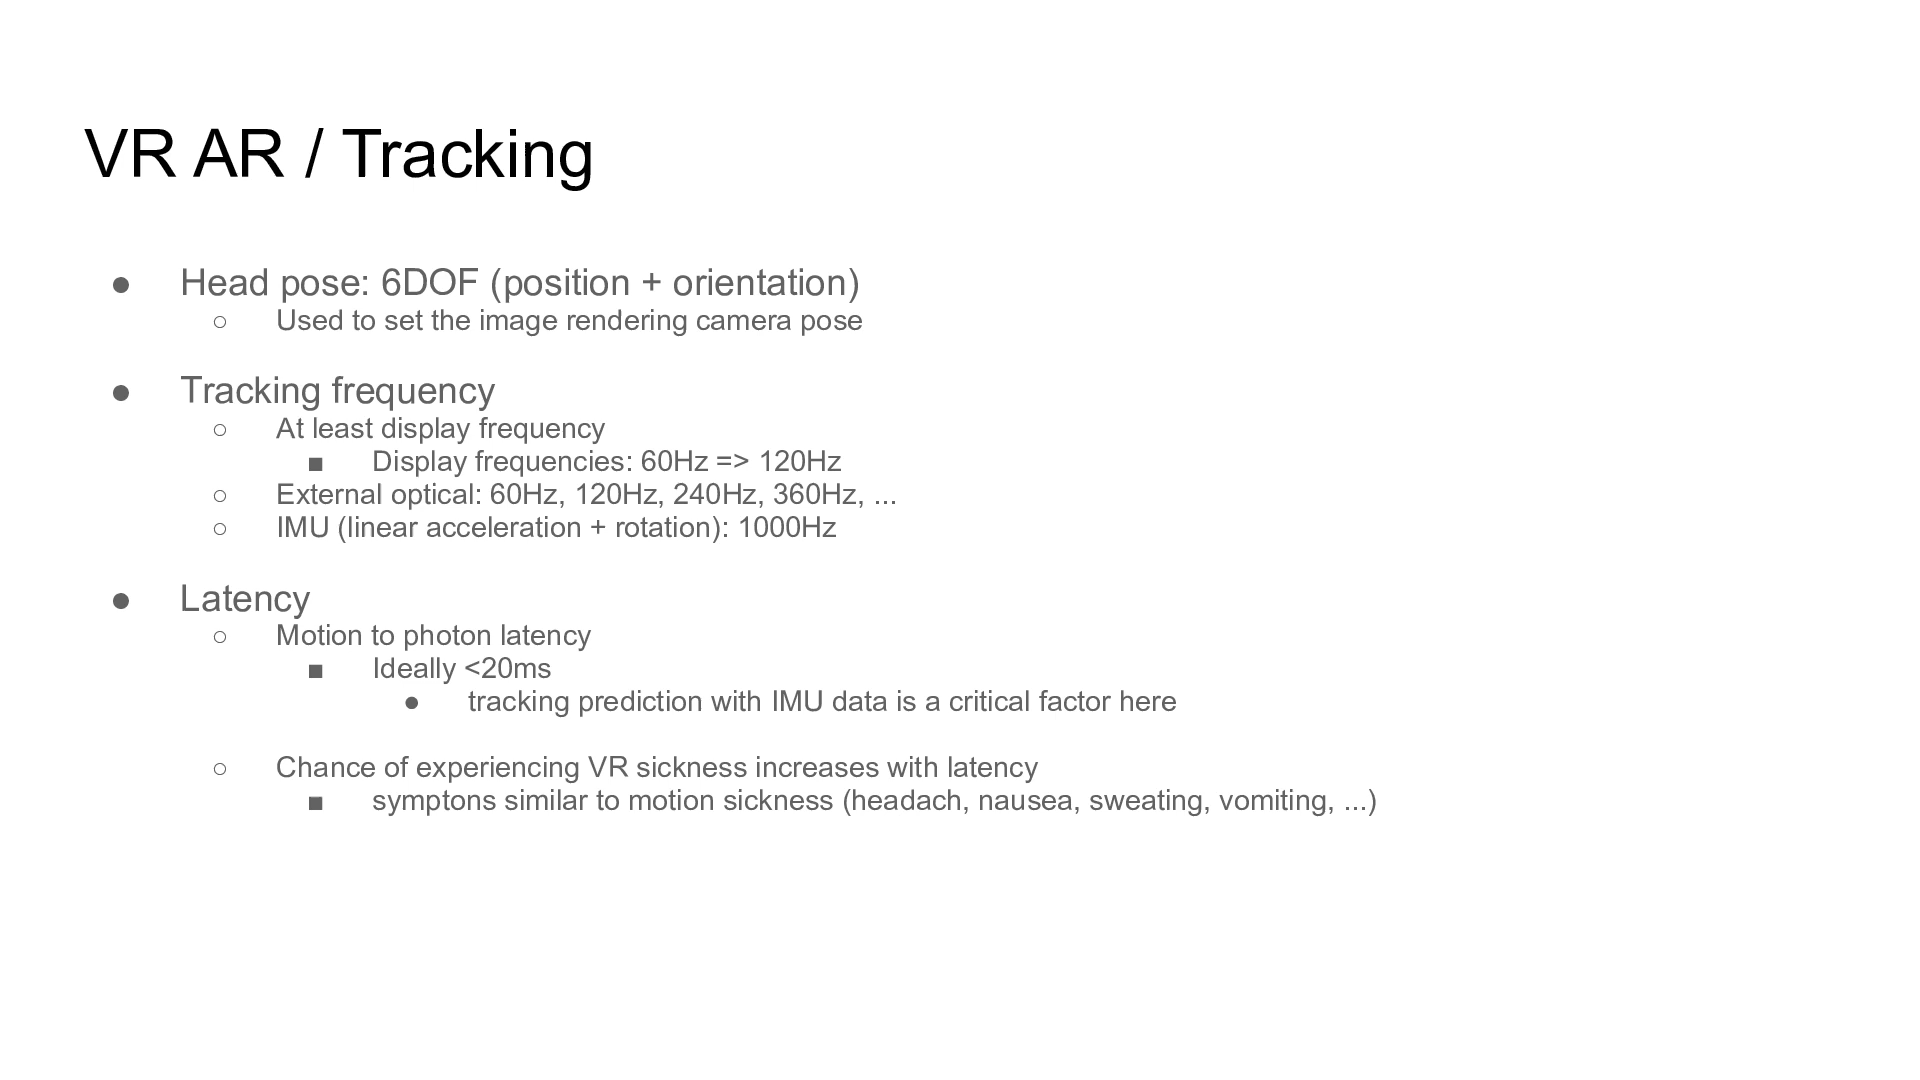 VR AR / Tracking
● Head pose: 6DOF (position + orientation)
○ Used to set the image rendering camera pose
● Tracking frequency
○ At least display frequency
■ Display frequencies: 60Hz => 120Hz
○ External optical: 60Hz, 120Hz, 240Hz, 360Hz, ...
○ IMU (linear acceleration + rotation): 1000Hz
● Latency
○ Motion to photon latency
■ Ideally <20ms
● tracking prediction with IMU data is a critical factor here
○ Chance of experiencing VR sickness increases with latency
■ symptons similar to motion sickness (headach, nausea, sweating, vomiting, ...)